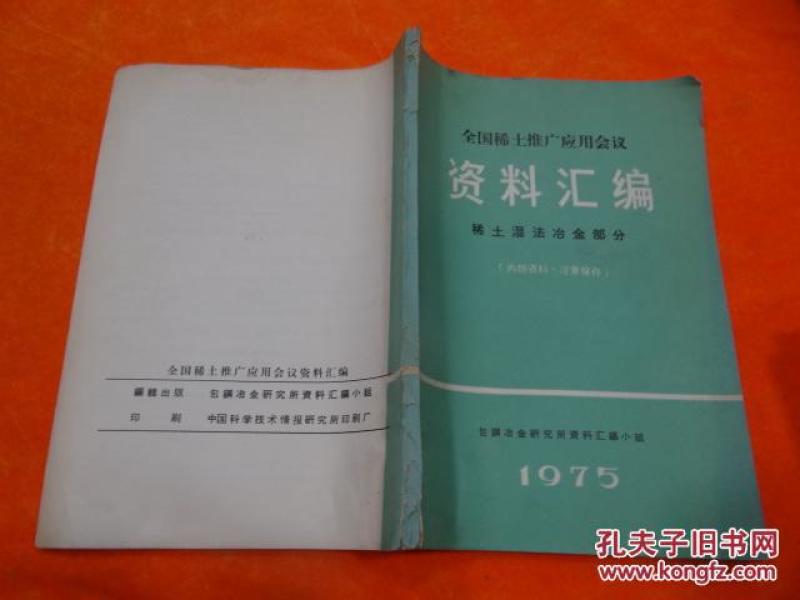 全国稀土推广应用会议
资料汇编
稀土湿法冶金部分
(内部资料·注意保存)
包钢冶金研究所资料汇编小组
1975
全国稀土推广应用会议资料汇编
编辑出版 包钢冶金研究所资料汇编小组
印刷 中国科学技术情报研究所印刷厂
孔夫子旧书网
www.kongfz.com